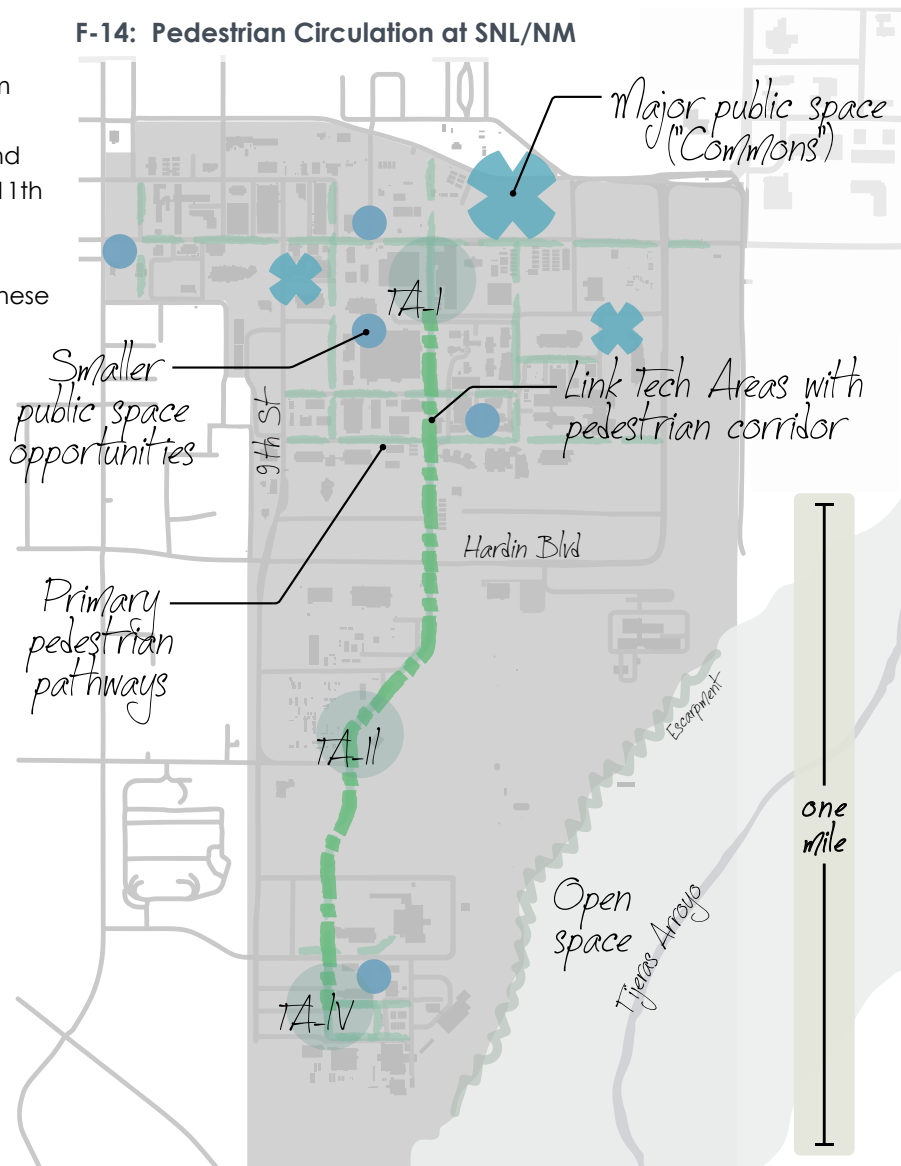 F-14: Pedestrian Circulation at SNL/NM
nd
11th
Major public space
("Commons")
TA-I
Smaller
public space
opportunities
9th St
Link Tech Areas with
pedestrian corridor
Hardin Blvd
Primary
pedestrian
pathways
Escarpment
TA-II
one
mile
Open
space
Tijeras Arroyo
TA-IV